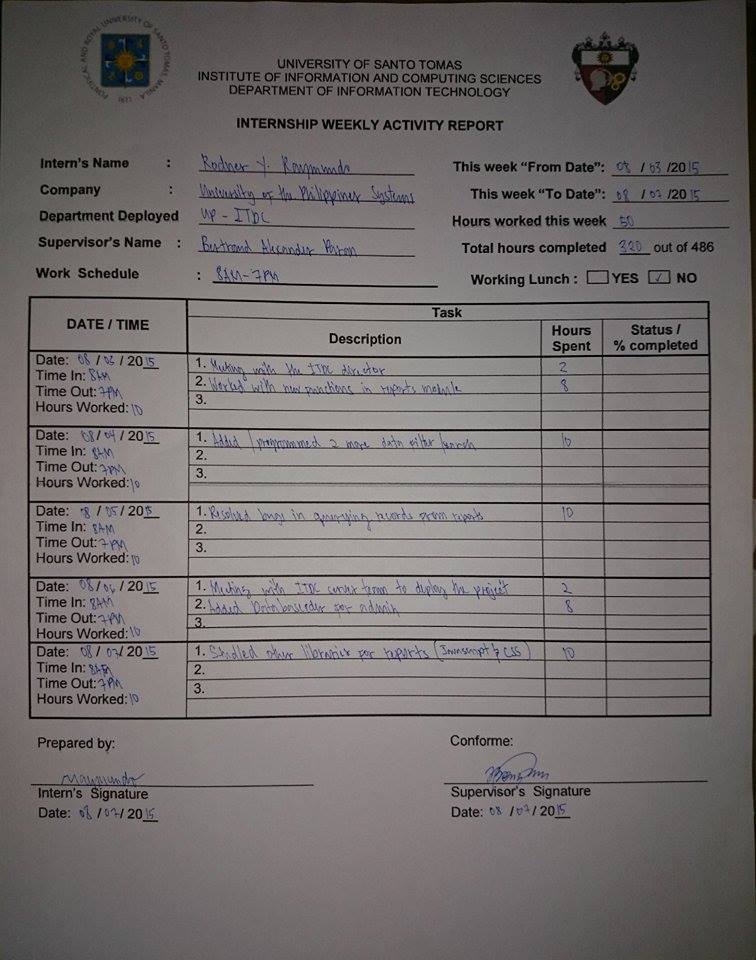 UNIVERSITY OF SANTO TOMAS
INSTITUTE OF INFORMATION AND COMPUTING SCIENCES
DEPARTMENT OF INFORMATION TECHNOLOGY
INTERNSHIP WEEKLY ACTIVITY REPORT
Intern's Name : Rodner Y. Raymundo
This week "From Date": 08 / 03 /2015
Company : University of the Philippines Systems
This week "To Date": 08 / 07 /2015
Department Deployed UP - ITDC
Hours worked this week 50
Supervisor's Name : Bertrand Alexander
Total hours completed 320 out of 486
Work Schedule : 8AM-7PM
Working Lunch : YES ✓ NO
DATE / TIME
Task
Description
Hours Spent
Status / % completed
Date: 08 / 03 / 2015
Time In: 8AM
Time Out: 7PM
Hours Worked: 10
1. Meeting with the ITDC director 2
2. Worked with new functions in reports module 8
3.
Date: 08/04 / 2015
Time In: 8AM
Time Out: 7PM
Hours Worked: 10
1. Added / programmed 2 more data filter search 10
2.
3.
Date: 8 / 05 / 2015
Time In: 8AM
Time Out: 7PM
Hours Worked: 10
1. Resolved bugs in querying records from reports 10
2.
3.
Date: 08/ 06 / 2015
Time In: 8AM
Time Out: 7PM
Hours Worked: 10
1. Meeting with ITDC server team to deploy the project 2
2. Added Databaseseeder for admin 8
3.
Date: 08 / 07/ 2015
Time In: 8AM
Time Out: 7PM
Hours Worked: 10
1. Studied other libraries for reports (Javascript & CSS) 10
2.
3.
Prepared by:
Conforme:
Intern's Signature
Supervisor's Signature
Date: 08 / 07/ 2015
Date: 08 / 07 / 2015